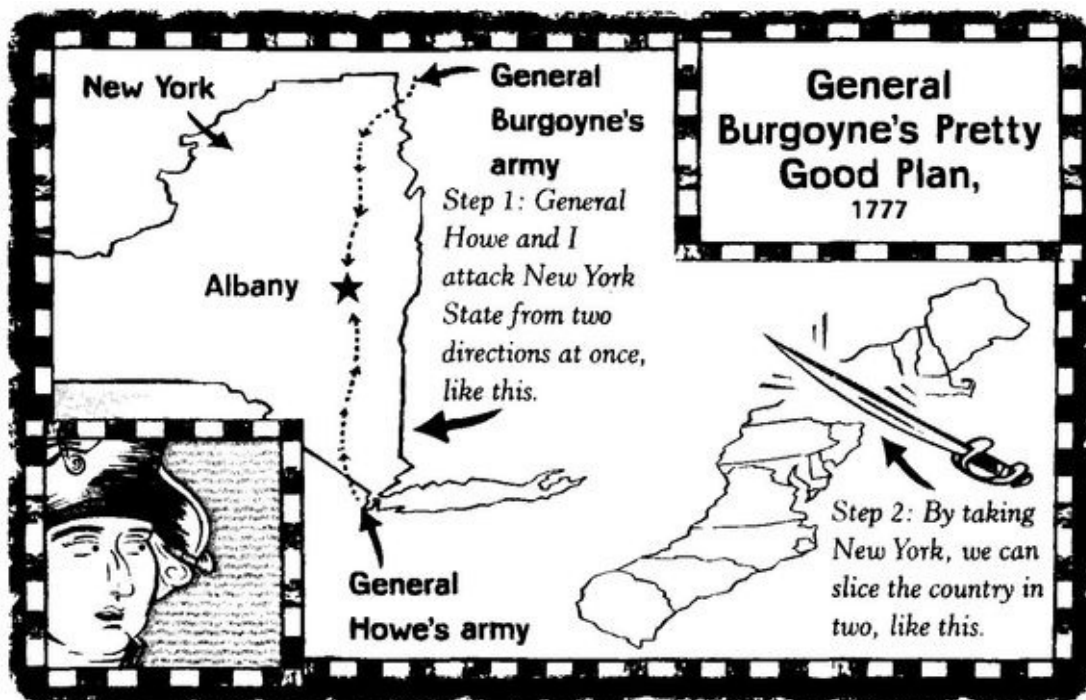 General
Burgoyne's Pretty
Good Plan,
1777
New York
General
Burgoyne's
army
Step 1: General
Howe and I
attack New York
State from two
directions at once,
like this.
Albany
General
Howe's army
Step 2: By taking
New York, we can
slice the country in
two, like this.